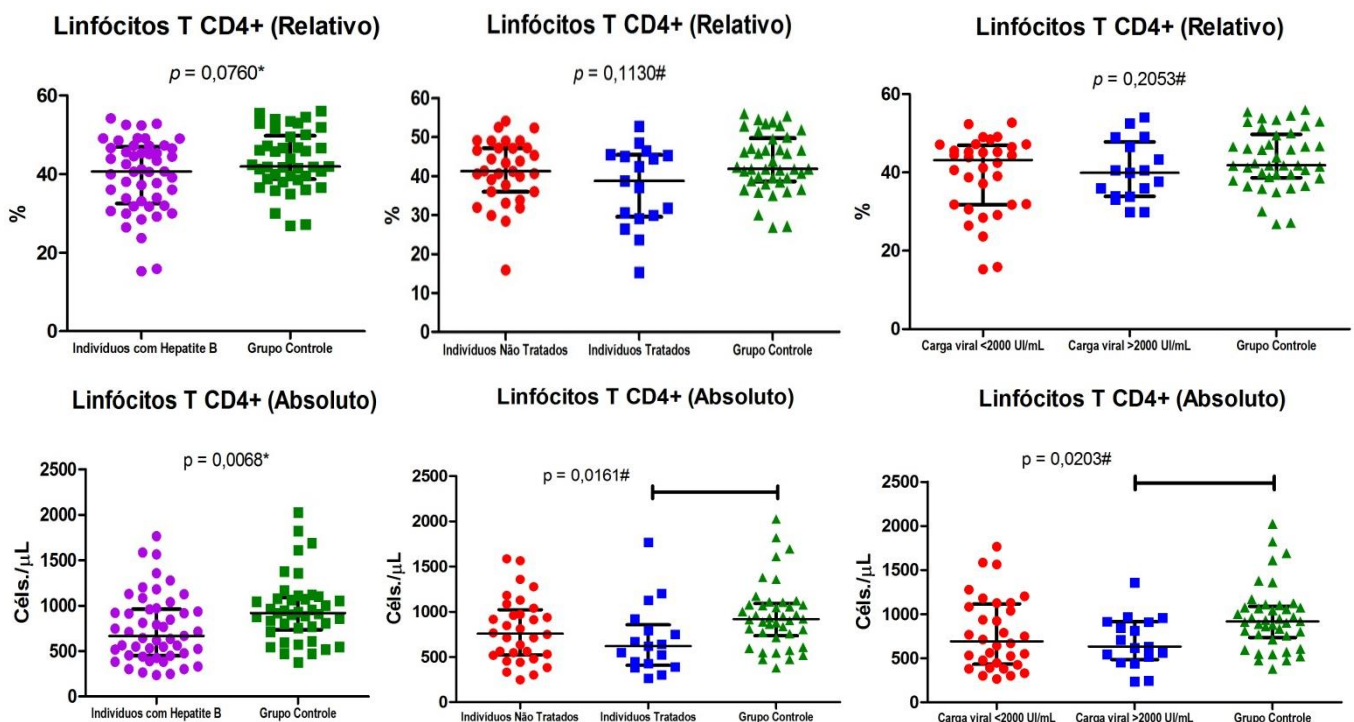 Linfócitos T CD4+ (Relativo)
p = 0,0760*
%
60
40
20
0
Indivíduos com Hepatite B
Grupo Controle
Linfócitos T CD4+ (Relativo)
p = 0,1130#
%
60
50
40
30
20
10
0
Indivíduos Não Tratados
Indivíduos Tratados
Grupo Controle
Linfócitos T CD4+ (Relativo)
p = 0,2053#
%
60
40
20
0
Carga viral <2000 UI/mL
Carga viral >2000 UI/mL
Grupo Controle
Linfócitos T CD4+ (Absoluto)
p = 0,0068*
Céls./µL
2500
2000
1500
1000
500
0
Indivíduos com Hepatite B
Grupo Controle
Linfócitos T CD4+ (Absoluto)
p = 0,0161#
2500
2000
1500
1000
500
0
Indivíduos Não Tratados
Indivíduos Tratados
Grupo Controle
Linfócitos T CD4+ (Absoluto)
p = 0,0203#
Céls./µL
2500
2000
1500
1000
500
0
Carga viral <2000 UI/mL
Carga viral >2000 UI/mL
Grupo Controle